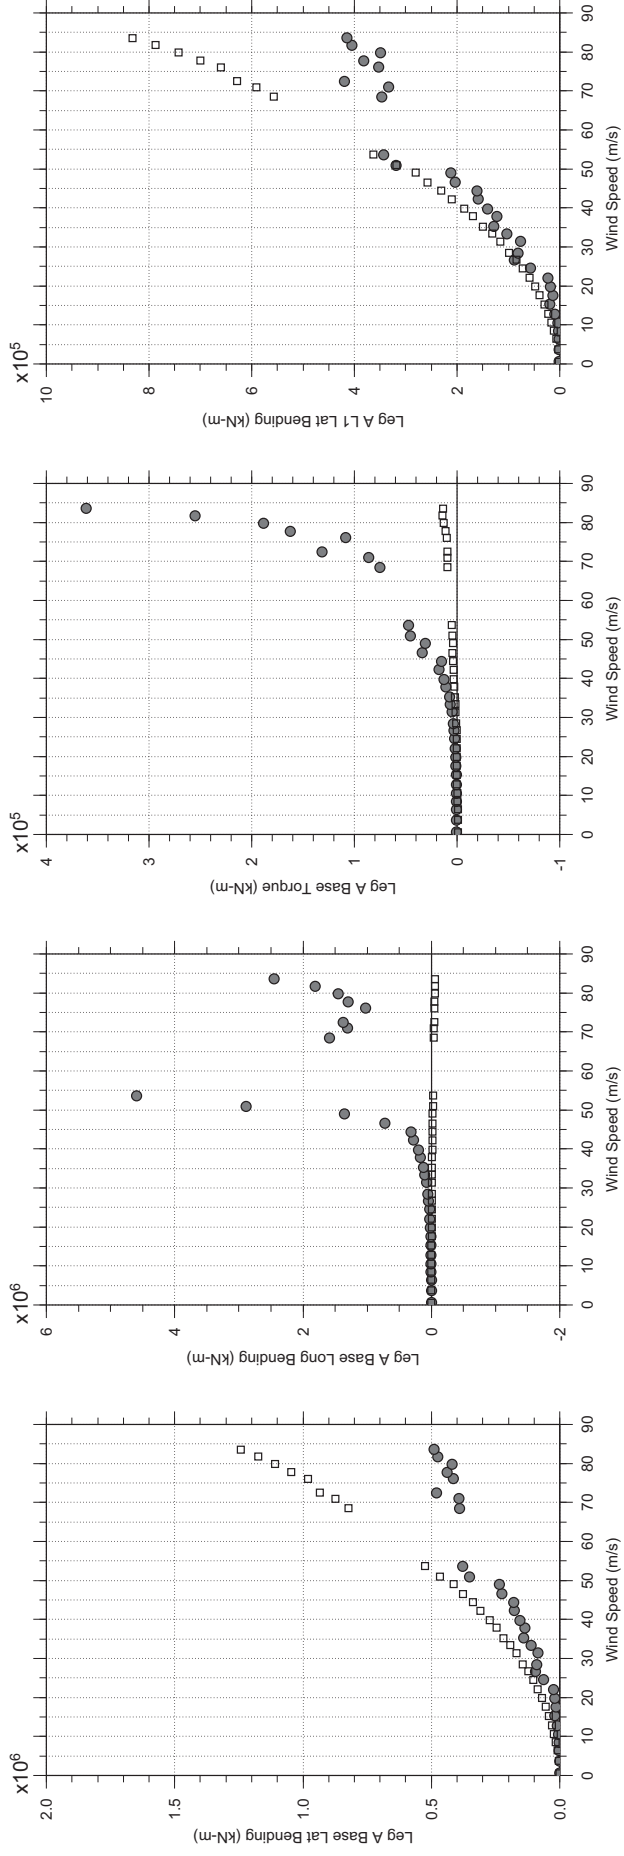 x10⁶
Leg A Base Lat Bending (kN-m)
2.0
1.5
1.0
0.5
0.0
0 10 20 30 40 50 60 70 80 90
Wind Speed (m/s)
x10⁶
Leg A Base Long Bending (kN-m)
6
4
2
0
-2
0 10 20 30 40 50 60 70 80 90
Wind Speed (m/s)
x10⁵
Leg A Base Torque (kN-m)
4
3
2
1
0
-1
0 10 20 30 40 50 60 70 80 90
Wind Speed (m/s)
x10⁵
Leg A L1 Lat Bending (kN-m)
10
8
6
4
2
0
0 10 20 30 40 50 60 70 80 90
Wind Speed (m/s)